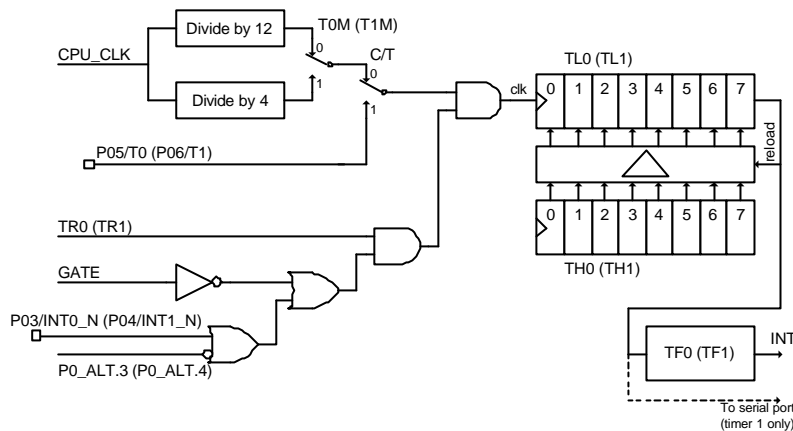 Divide by 12
T0M (T1M)
CPU_CLK
0
C/T
TL0 (TL1)
0
Divide by 4
1
clk
0 1 2 3 4 5 6 7
1
P05/T0 (P06/T1)
reload
0 1 2 3 4 5 6 7
TR0 (TR1)
TH0 (TH1)
GATE
P03/INT0_N (P04/INT1_N)
P0_ALT.3 (P0_ALT.4)
TF0 (TF1)
INT
To serial port
(timer 1 only)